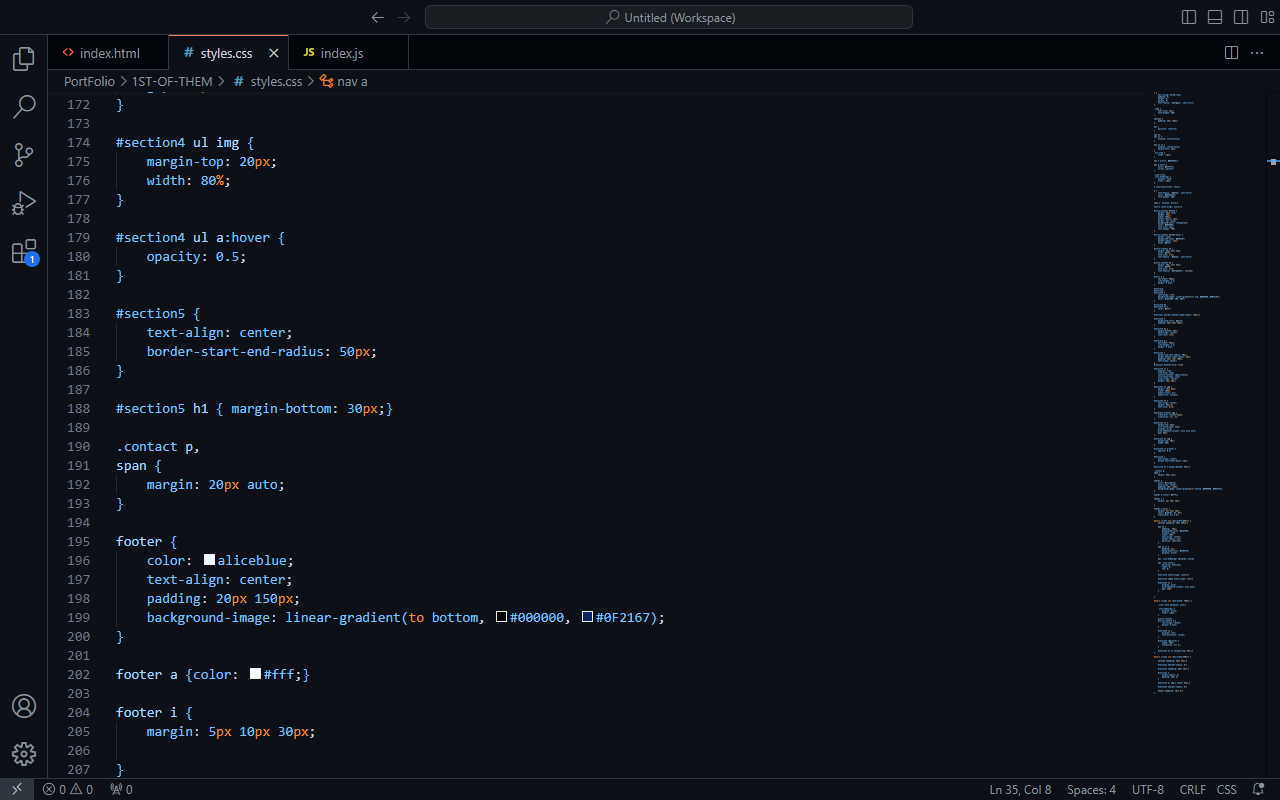 Untitled (Workspace)
index.html
styles.css
JS index.js
PortFolio > 1ST-OF-THEM > # styles.css > nav a
172 }
173
174 #section4 ul img {
175 margin-top: 20px;
176 width: 80%;
177 }
178
179 #section4 ul a:hover {
180 opacity: 0.5;
181 }
182
183 #section5 {
184 text-align: center;
185 border-start-end-radius: 50px;
186 }
187
188 #section5 h1 { margin-bottom: 30px;}
189
190 .contact p,
191 span {
192 margin: 20px auto;
193 }
194
195 footer {
196 color: aliceblue;
197 text-align: center;
198 padding: 20px 150px;
199 background-image: linear-gradient(to bottom, #000000, #0F2167);
200 }
201
202 footer a {color: #fff;}
203
204 footer i {
205 margin: 5px 10px 30px;
206
207 }
1
0 0 0 Ln 35, Col 8 Spaces: 4 UTF-8 CRLF CSS